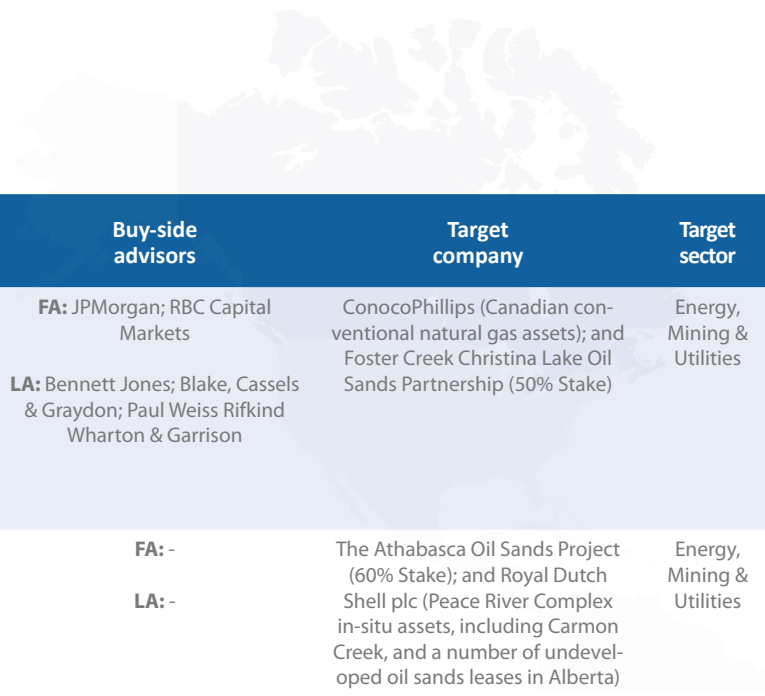 Buy-side
advisors
Target
company
Target
sector
FA: JPMorgan; RBC Capital
Markets
LA: Bennett Jones; Blake, Cassels
& Graydon; Paul Weiss Rifkind
Wharton & Garrison
ConocoPhillips (Canadian con-
ventional natural gas assets); and
Foster Creek Christina Lake Oil
Sands Partnership (50% Stake)
Energy,
Mining &
Utilities
FA: -
LA: -
The Athabasca Oil Sands Project
(60% Stake); and Royal Dutch
Shell plc (Peace River Complex
in-situ assets, including Carmon
Creek, and a number of undevel-
oped oil sands leases in Alberta)
Energy,
Mining &
Utilities